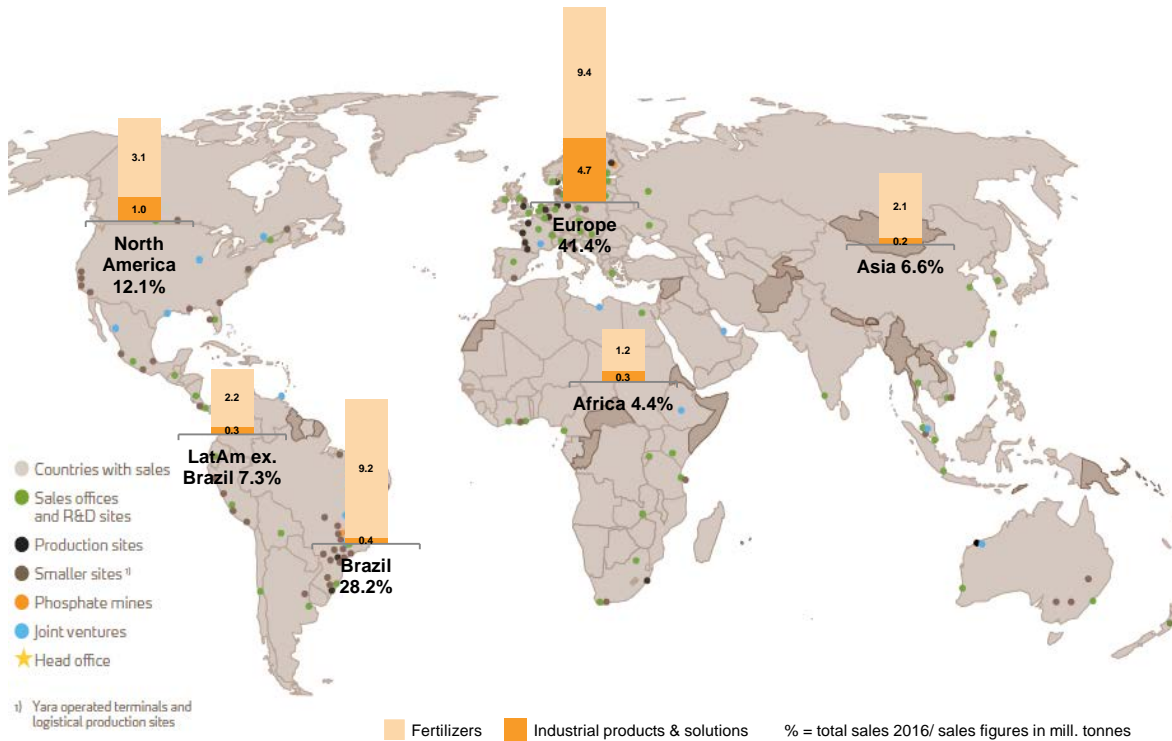 9.4
4.7
Europe
41.4%
3.1
1.0
North
America
12.1%
2.1
0.2
Asia 6.6%
1.2
0.3
Africa 4.4%
2.2
0.3
LatAm ex.
Brazil 7.3%
9.2
0.4
Brazil
28.2%
Countries with sales
Sales offices
and R&D sites
Production sites
Smaller sites ¹⁾
Phosphate mines
Joint ventures
Head office
1) Yara operated terminals and
logistical production sites
Fertilizers
Industrial products & solutions
% = total sales 2016/ sales figures in mill. tonnes